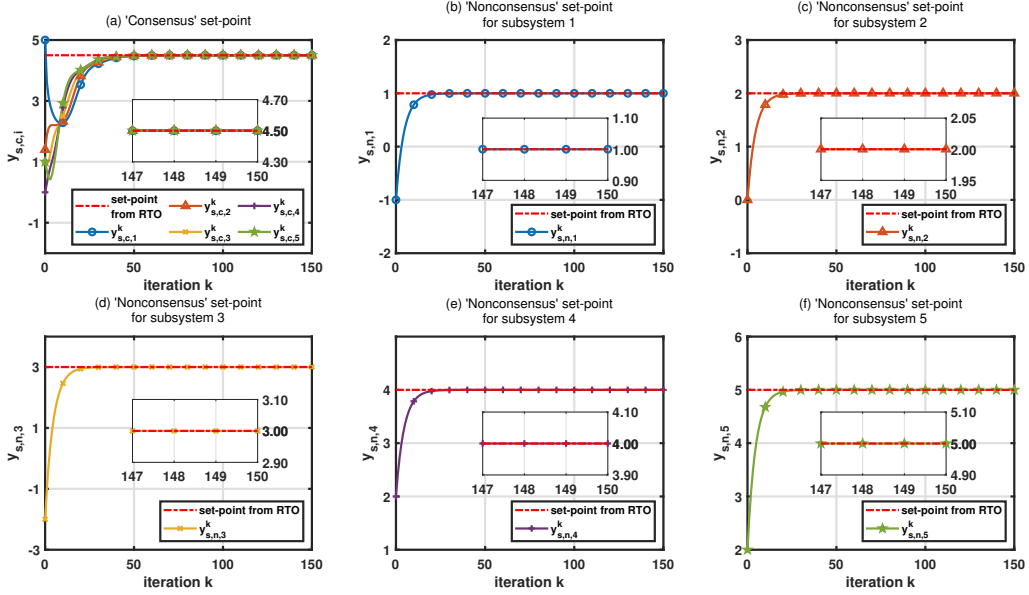 (a) 'Consensus' set-point
5
3
1
-1
y_s,c,i
4.70
4.50
4.30
147 148 149 150
set-point
from RTO
y^k_s,c,1
y^k_s,c,2
y^k_s,c,3
y^k_s,c,4
y^k_s,c,5
0 50 100 150
iteration k
(b) 'Nonconsensus' set-point
for subsystem 1
2
1
0
-1
-2
y_s,n,1
1.10
1.00
0.90
147 148 149 150
set-point from RTO
y^k_s,n,1
0 50 100 150
iteration k
(c) 'Nonconsensus' set-point
for subsystem 2
3
2
1
0
-1
y_s,n,2
2.05
2.00
1.95
147 148 149 150
set-point from RTO
y^k_s,n,2
0 50 100 150
iteration k
(d) 'Nonconsensus' set-point
for subsystem 3
3
1
-1
-3
y_s,n,3
3.10
3.00
2.90
147 148 149 150
set-point from RTO
y^k_s,n,3
0 50 100 150
iteration k
(e) 'Nonconsensus' set-point
for subsystem 4
5
4
3
2
1
y_s,n,4
4.10
4.00
3.90
147 148 149 150
set-point from RTO
y^k_s,n,4
0 50 100 150
iteration k
(f) 'Nonconsensus' set-point
for subsystem 5
6
5
4
3
2
y_s,n,5
5.10
5.00
4.90
147 148 149 150
set-point from RTO
y^k_s,n,5
0 50 100 150
iteration k